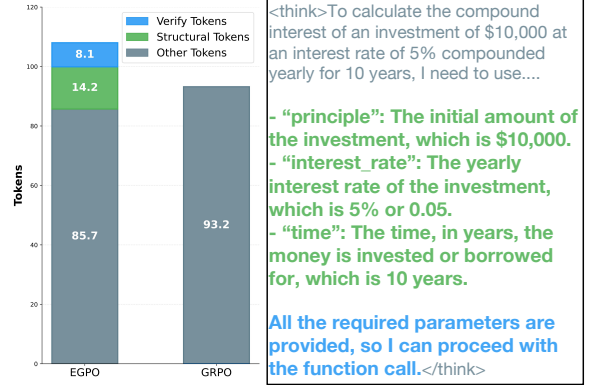 120
100
80
60
40
20
0
Tokens
Verify Tokens
Structural Tokens
Other Tokens
8.1
14.2
85.7
93.2
EGPO
GRPO
<think>To calculate the compound
interest of an investment of $10,000 at
an interest rate of 5% compounded
yearly for 10 years, I need to use....
- “principle”: The initial amount of
the investment, which is $10,000.
- “interest_rate”: The yearly
interest rate of the investment,
which is 5% or 0.05.
- “time”: The time, in years, the
money is invested or borrowed
for, which is 10 years.
All the required parameters are
provided, so I can proceed with
the function call.</think>